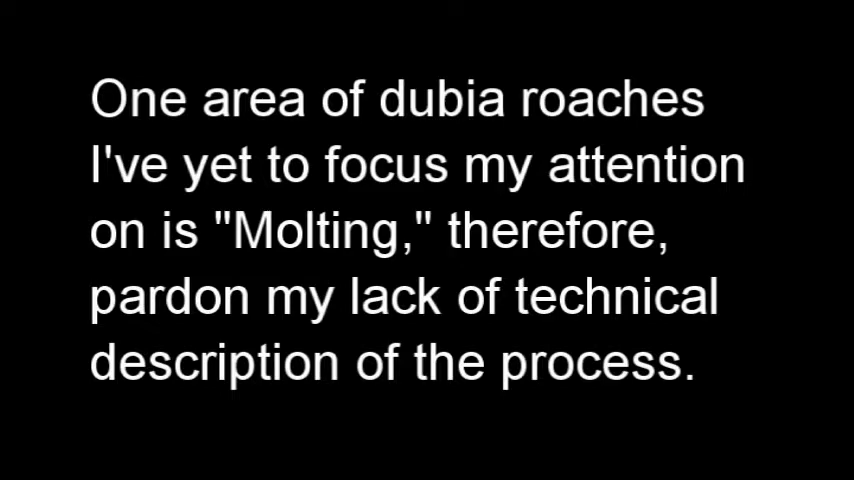 One area of dubia roaches
I've yet to focus my attention
on is "Molting," therefore,
pardon my lack of technical
description of the process.